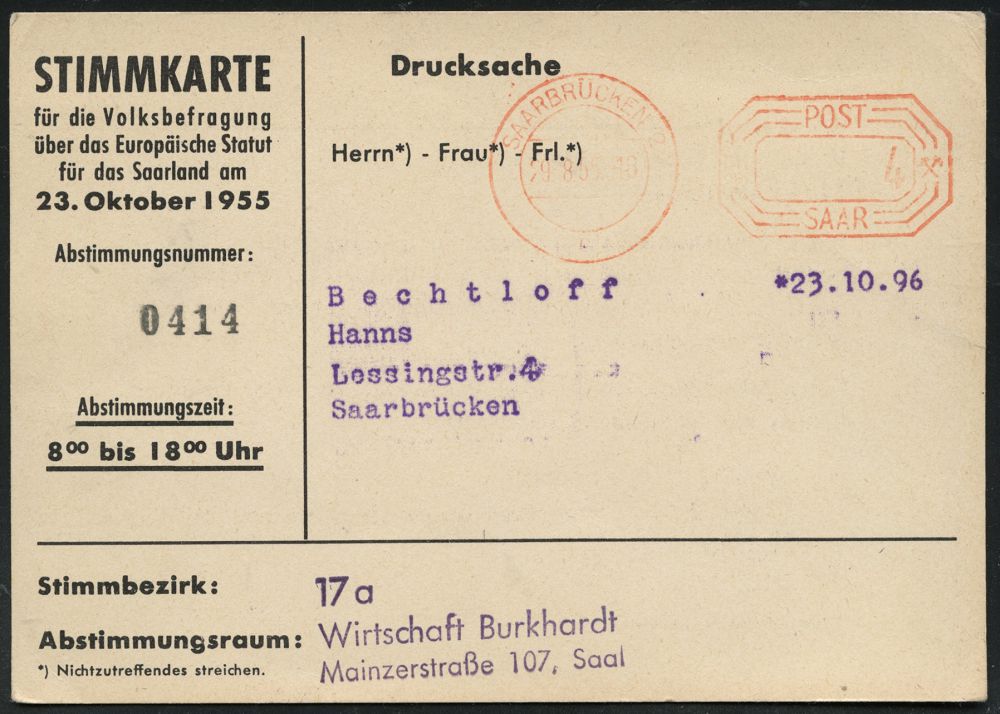 STIMMKARTE
für die Volksbefragung
über das Europäische Statut
für das Saarland am
23. Oktober 1955
Abstimmungsnummer:
0414
Abstimmungszeit:
8⁰⁰ bis 18⁰⁰ Uhr
Drucksache
Herrn*) - Frau*) - Frl.*)
SAARBRÜCKEN 2
POST
4
SAAR
Bechtloff *23.10.96
Hanns
Lessingstr.4
Saarbrücken
Stimmbezirk: 17a
Abstimmungsraum: Wirtschaft Burkhardt
Mainzerstraße 107, Saal
*) Nichtzutreffendes streichen.